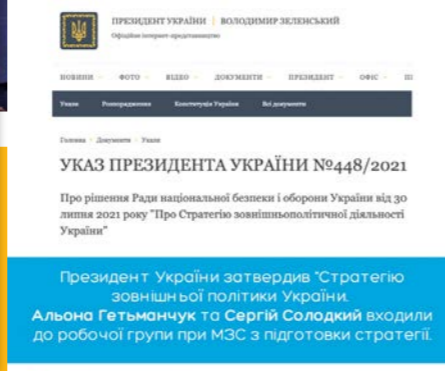 ПРЕЗИДЕНТ УКРАЇНИ | ВОЛОДИМИР ЗЕЛЕНСЬКИЙ
Офіційне інтернет-представництво
НОВИНИ ФОТО ВІДЕО ДОКУМЕНТИ ПРЕЗИДЕНТ ОФІС
Укази Розпорядження Конституція України Всі документи
Головна Документи Укази
УКАЗ ПРЕЗИДЕНТА УКРАЇНИ №448/2021
Про рішення Ради національної безпеки і оборони України від 30
липня 2021 року "Про Стратегію зовнішньополітичної діяльності
України"
Президент України затвердив "Стратегію
зовнішньої політики України.
Альона Гетьманчук та Сергій Солодкий входили
до робочої групи при МЗС з підготовки стратегії.